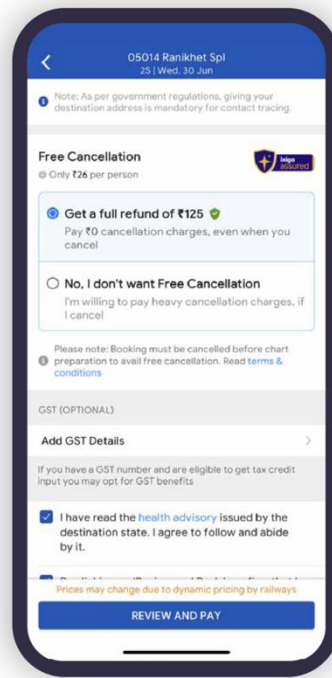 05014 Ranikhet Spl
2S | Wed, 30 Jun
Note: As per government regulations, giving your
destination address is mandatory for contact tracing.
Free Cancellation
@ Only ₹26 per person
ixigo
assured
Get a full refund of ₹125
Pay ₹0 cancellation charges, even when you
cancel
No, I don't want Free Cancellation
I'm willing to pay heavy cancellation charges, if
I cancel
Please note: Booking must be cancelled before chart
preparation to avail free cancellation. Read terms &
conditions
GST (OPTIONAL)
Add GST Details
If you have a GST number and are eligible to get tax credit
input you may opt for GST benefits
I have read the health advisory issued by the
destination state. I agree to follow and abide
by it.
Prices may change due to dynamic pricing by railways
REVIEW AND PAY